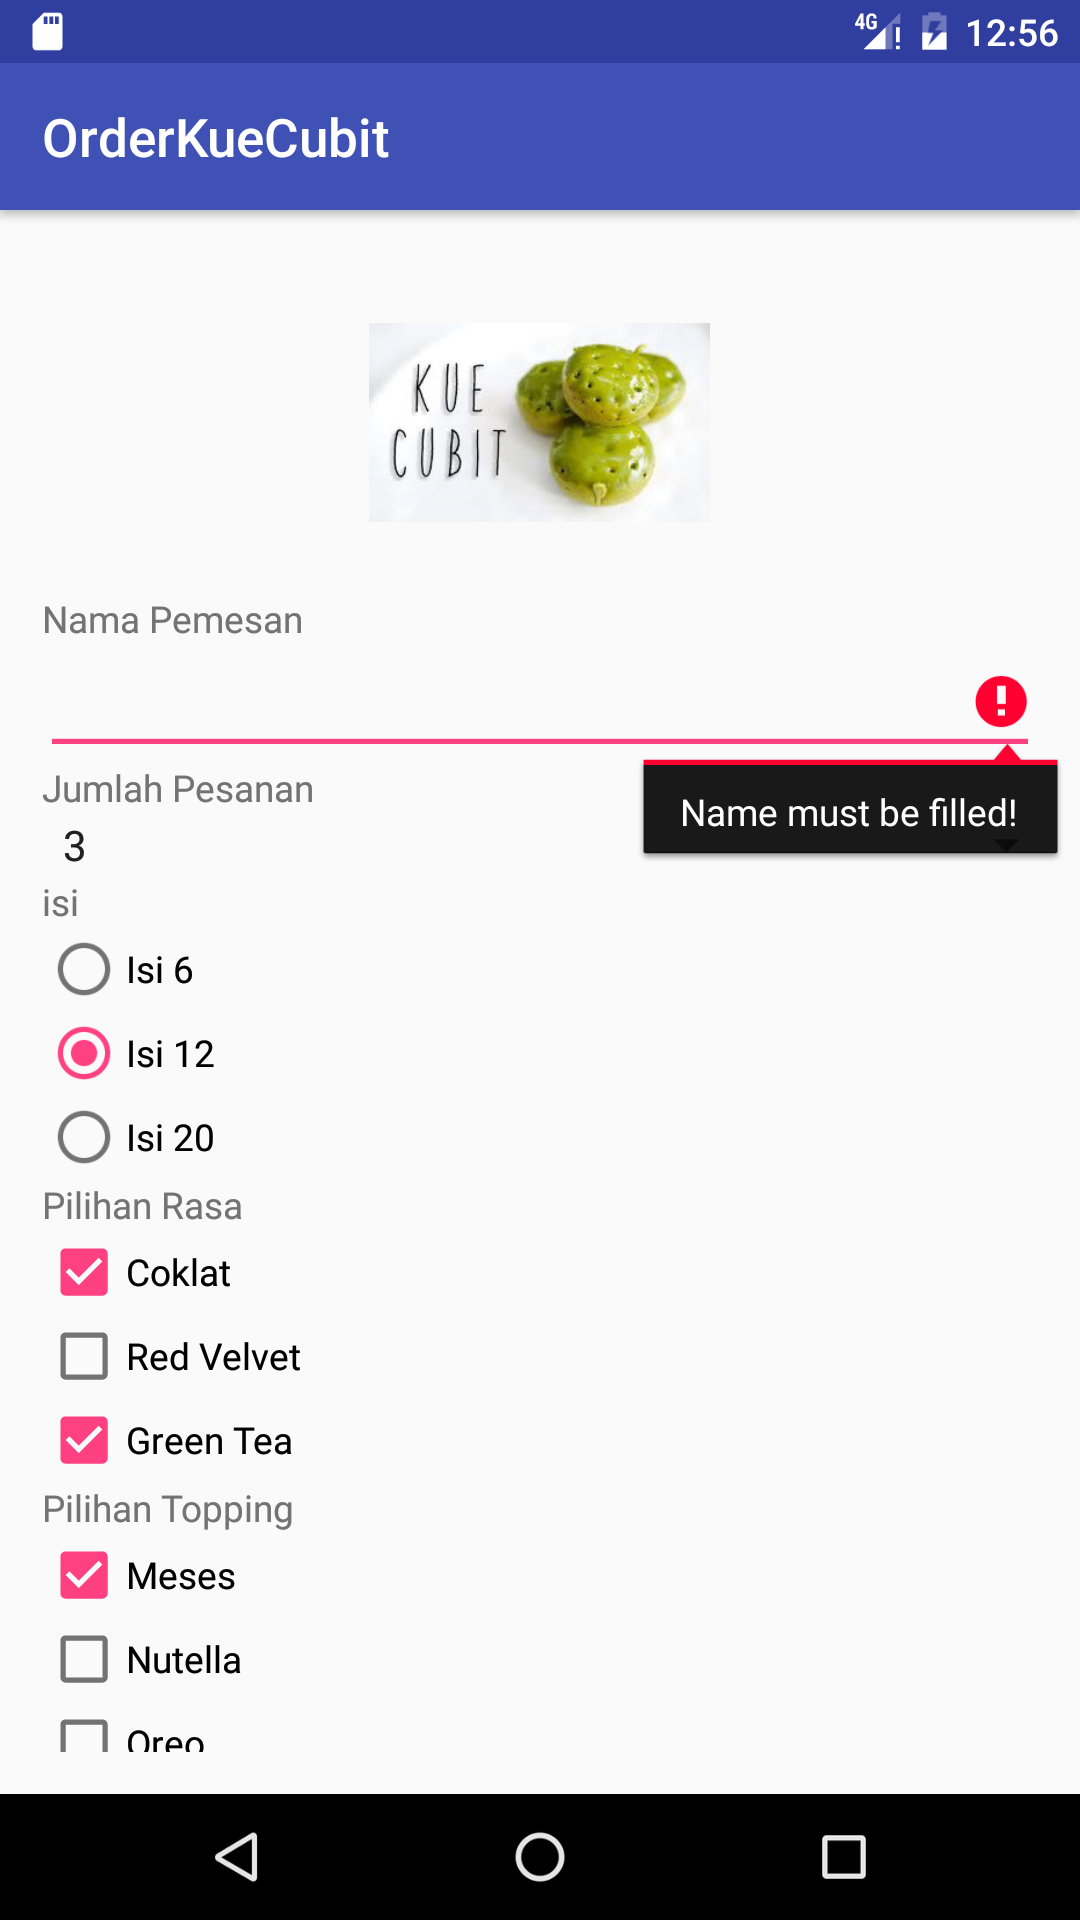 4G 12:56
OrderKueCubit
KUE
CUBIT
Nama Pemesan
Jumlah Pesanan
Name must be filled!
3
isi
Isi 6
Isi 12
Isi 20
Pilihan Rasa
Coklat
Red Velvet
Green Tea
Pilihan Topping
Meses
Nutella
Oreo